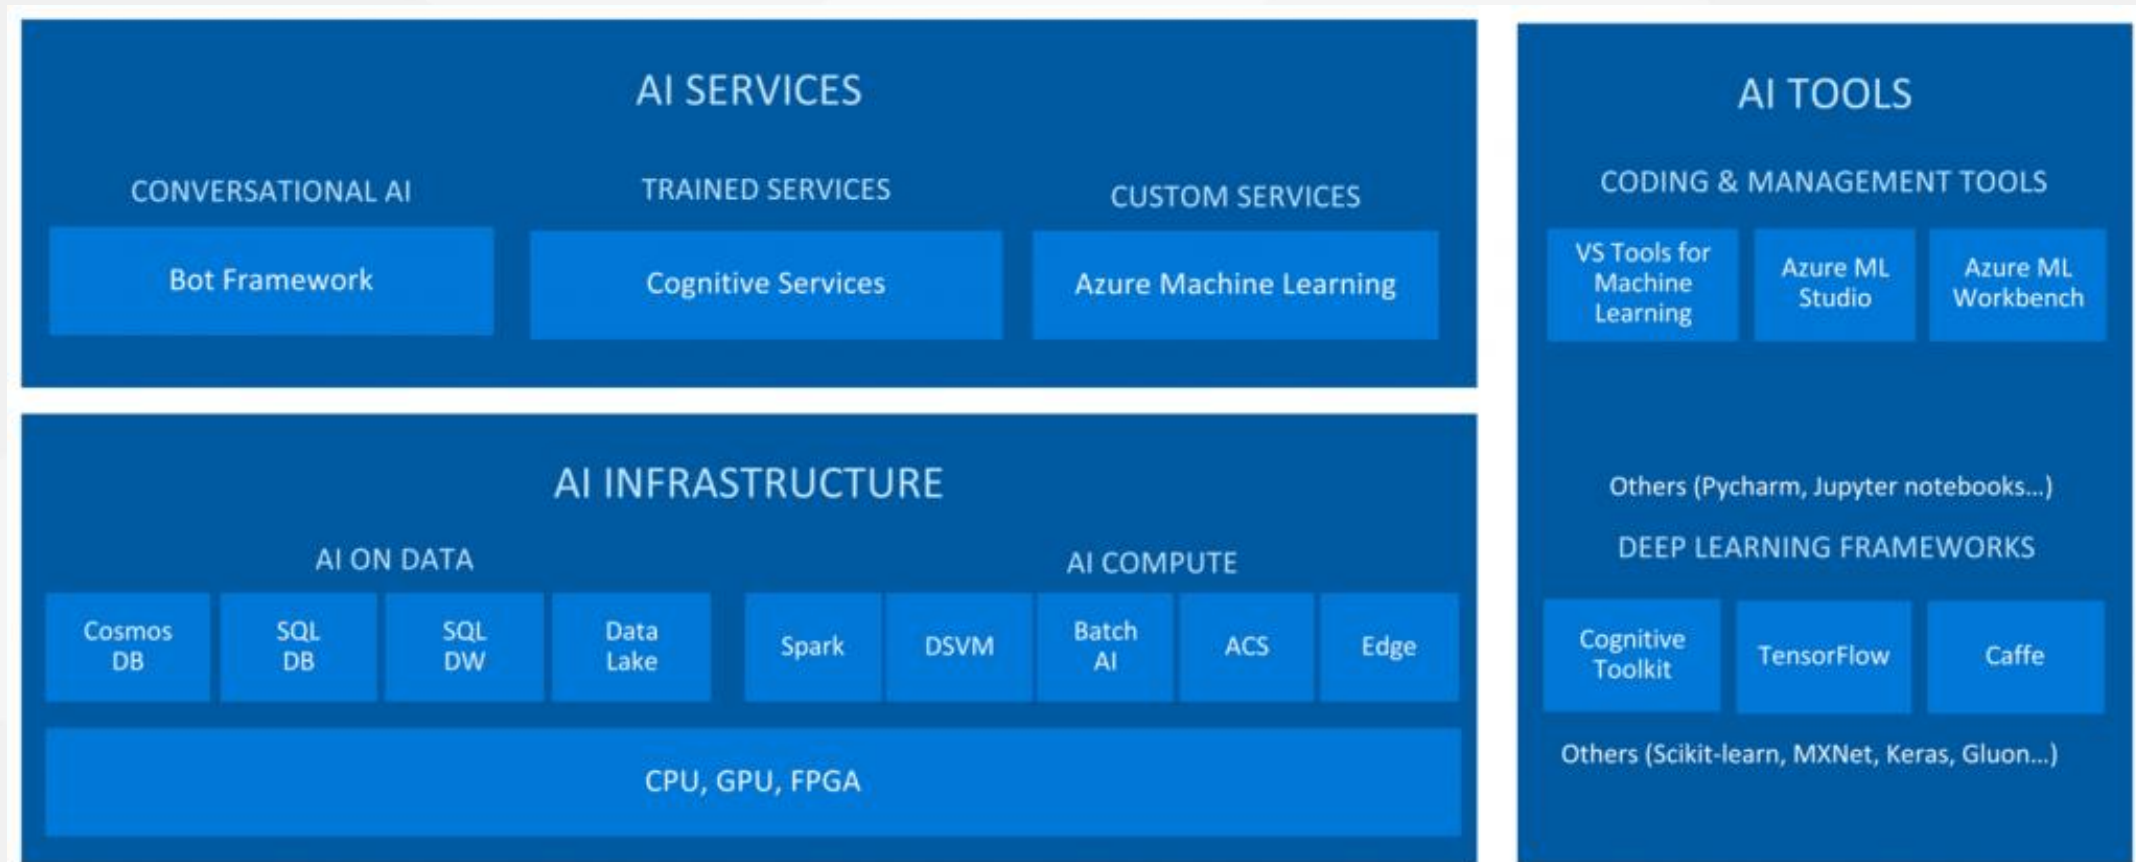 AI SERVICES
CONVERSATIONAL AI
Bot Framework
TRAINED SERVICES
Cognitive Services
CUSTOM SERVICES
Azure Machine Learning
AI INFRASTRUCTURE
AI ON DATA
Cosmos
DB
SQL
DB
SQL
DW
Data
Lake
AI COMPUTE
Spark
DSVM
Batch
AI
ACS
Edge
CPU, GPU, FPGA
AI TOOLS
CODING & MANAGEMENT TOOLS
VS Tools for
Machine
Learning
Azure ML
Studio
Azure ML
Workbench
Others (Pycharm, Jupyter notebooks...)
DEEP LEARNING FRAMEWORKS
Cognitive
Toolkit
TensorFlow
Caffe
Others (Scikit-learn, MXNet, Keras, Gluon...)